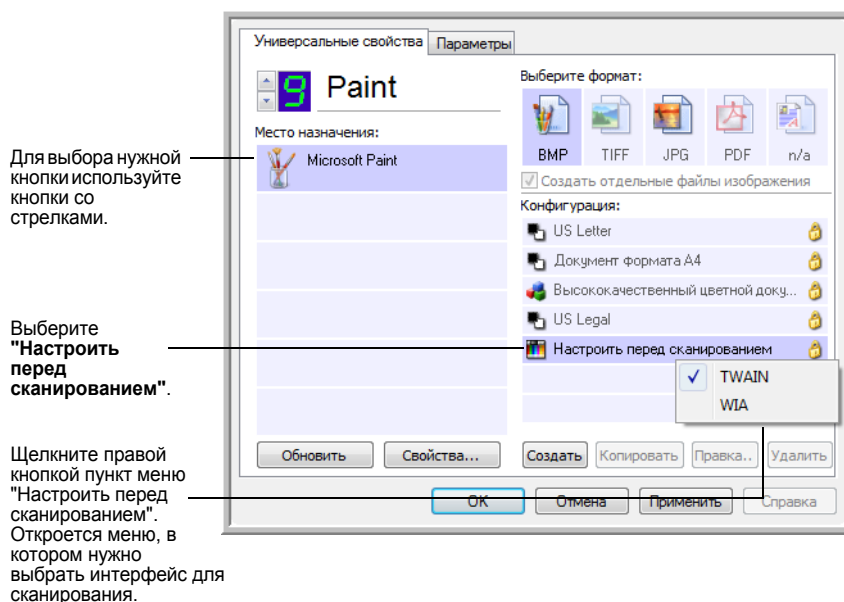 Для выбора нужной
кнопки используйте
кнопки со
стрелками.
Выберите
"Настроить
перед
сканированием".
Щелкните правой
кнопкой пункт меню
"Настроить перед
сканированием".
Откроется меню, в
котором нужно
выбрать интерфейс для
сканирования.
Универсальные свойства Параметры
9 Paint
Место назначения:
Microsoft Paint
Выберите формат:
BMP TIFF JPG PDF n/a
Создать отдельные файлы изображения
Конфигурация:
US Letter
Документ формата A4
Высококачественный цветной доку...
US Legal
Настроить перед сканированием
TWAIN
WIA
Обновить Свойства... Создать Копировать Правка.. Удалить
OK Отмена Применить Справка